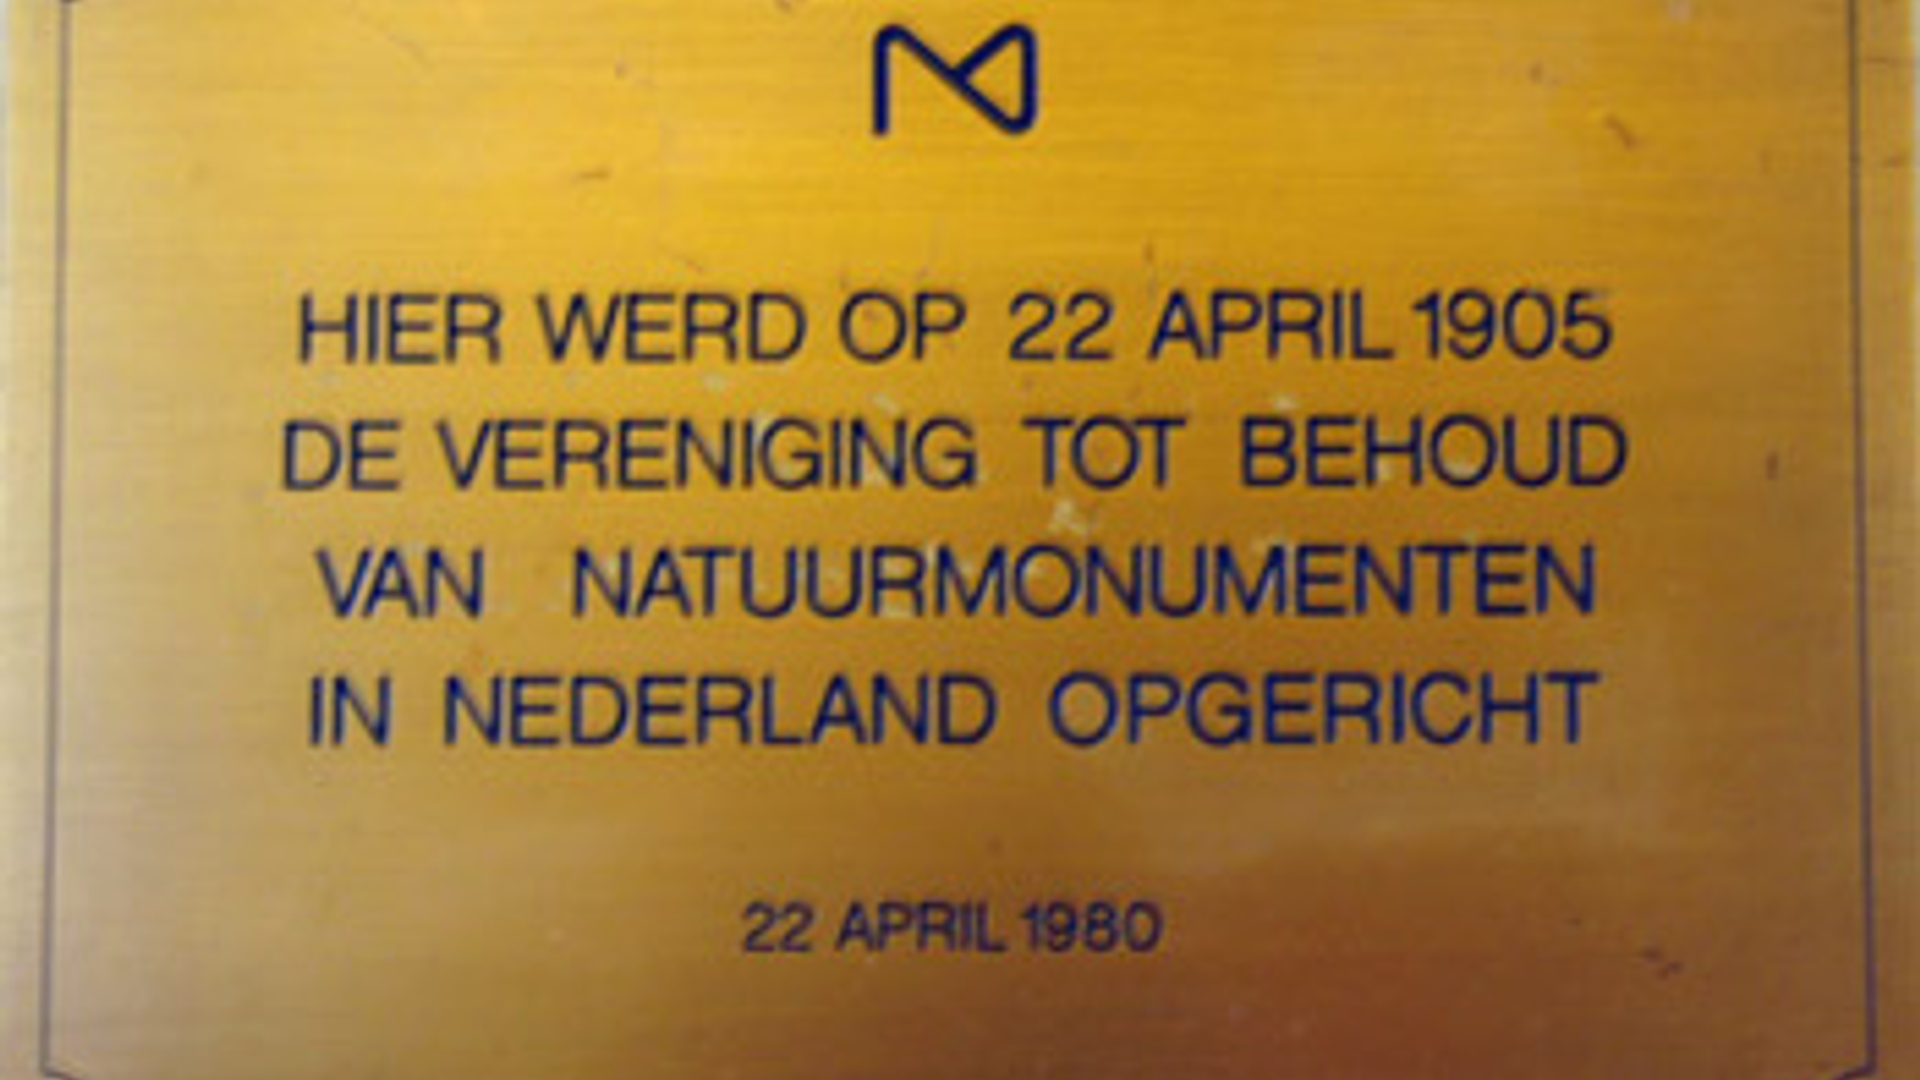 HIER WERD OP 22 APRIL 1905
DE VERENIGING TOT BEHOUD
VAN NATUURMONUMENTEN
IN NEDERLAND OPGERICHT
22 APRIL 1980